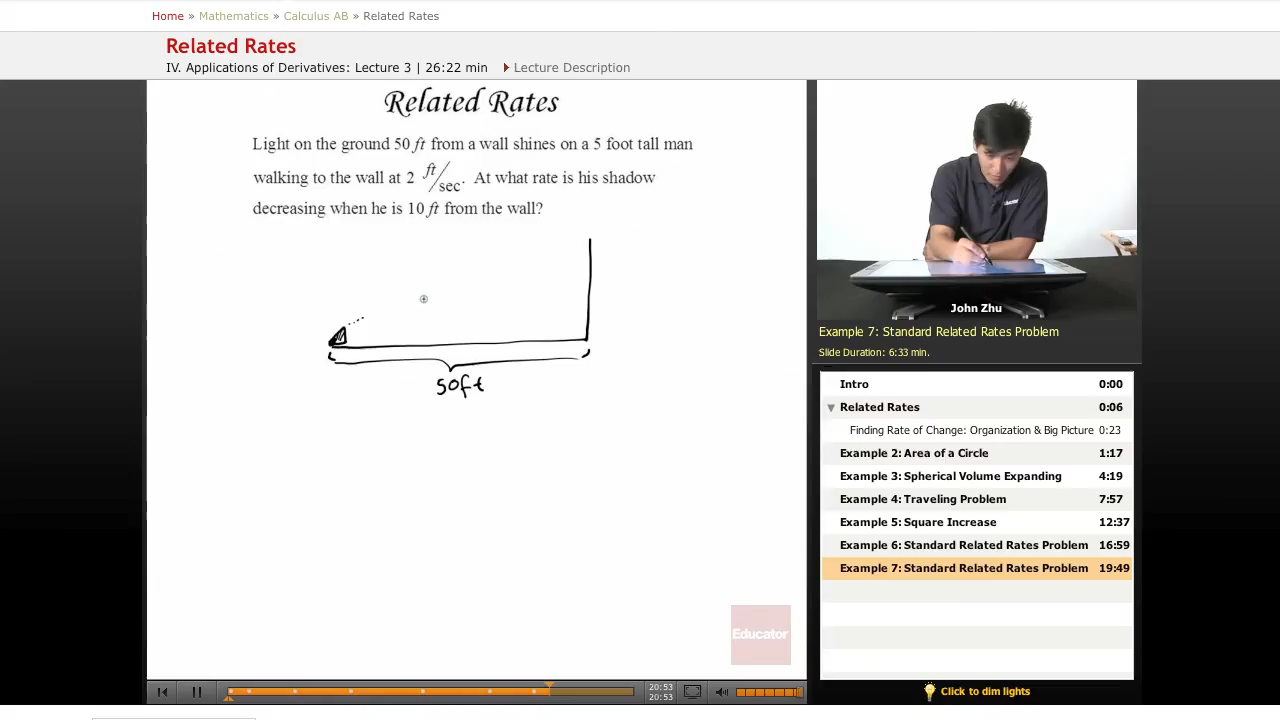 Home » Mathematics » Calculus AB » Related Rates
Related Rates
IV. Applications of Derivatives: Lecture 3 | 26:22 min Lecture Description
Related Rates
Light on the ground 50 ft from a wall shines on a 5 foot tall man
walking to the wall at 2 ft/sec. At what rate is his shadow
decreasing when he is 10 ft from the wall?
50ft
Educator
John Zhu
Example 7: Standard Related Rates Problem
Slide Duration: 6:33 min.
Intro 0:00
Related Rates 0:06
Finding Rate of Change: Organization & Big Picture 0:23
Example 2: Area of a Circle 1:17
Example 3: Spherical Volume Expanding 4:19
Example 4: Traveling Problem 7:57
Example 5: Square Increase 12:37
Example 6: Standard Related Rates Problem 16:59
Example 7: Standard Related Rates Problem 19:49
Educator
20:53
20:53
Click to dim lights